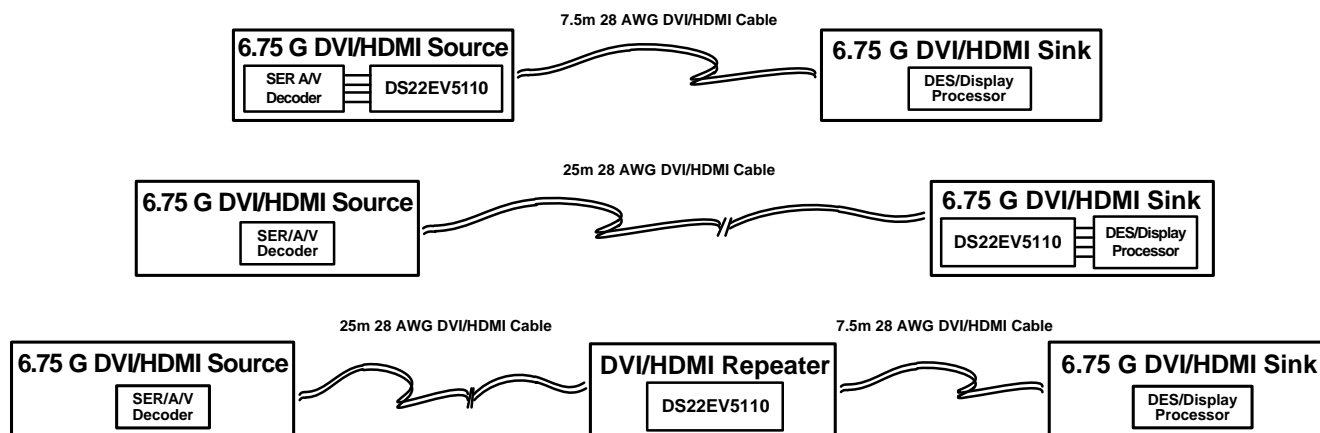 7.5m 28 AWG DVI/HDMI Cable
6.75 G DVI/HDMI Source
SER A/V
Decoder
DS22EV5110
6.75 G DVI/HDMI Sink
DES/Display
Processor
25m 28 AWG DVI/HDMI Cable
6.75 G DVI/HDMI Source
SER/A/V
Decoder
6.75 G DVI/HDMI Sink
DS22EV5110
DES/Display
Processor
25m 28 AWG DVI/HDMI Cable
7.5m 28 AWG DVI/HDMI Cable
6.75 G DVI/HDMI Source
SER/A/V
Decoder
DVI/HDMI Repeater
DS22EV5110
6.75 G DVI/HDMI Sink
DES/Display
Processor